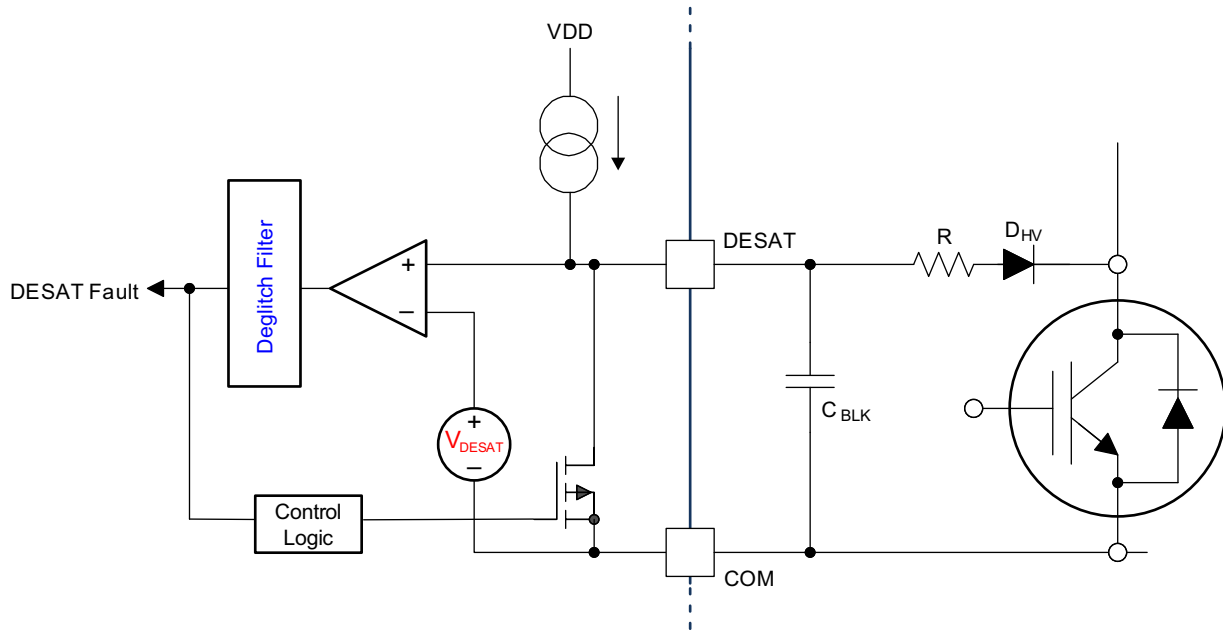 VDD
DESAT
R
DHV
DESAT Fault
Deglitch Filter
+
−
+
VDESAT
−
CBLK
Control
Logic
COM